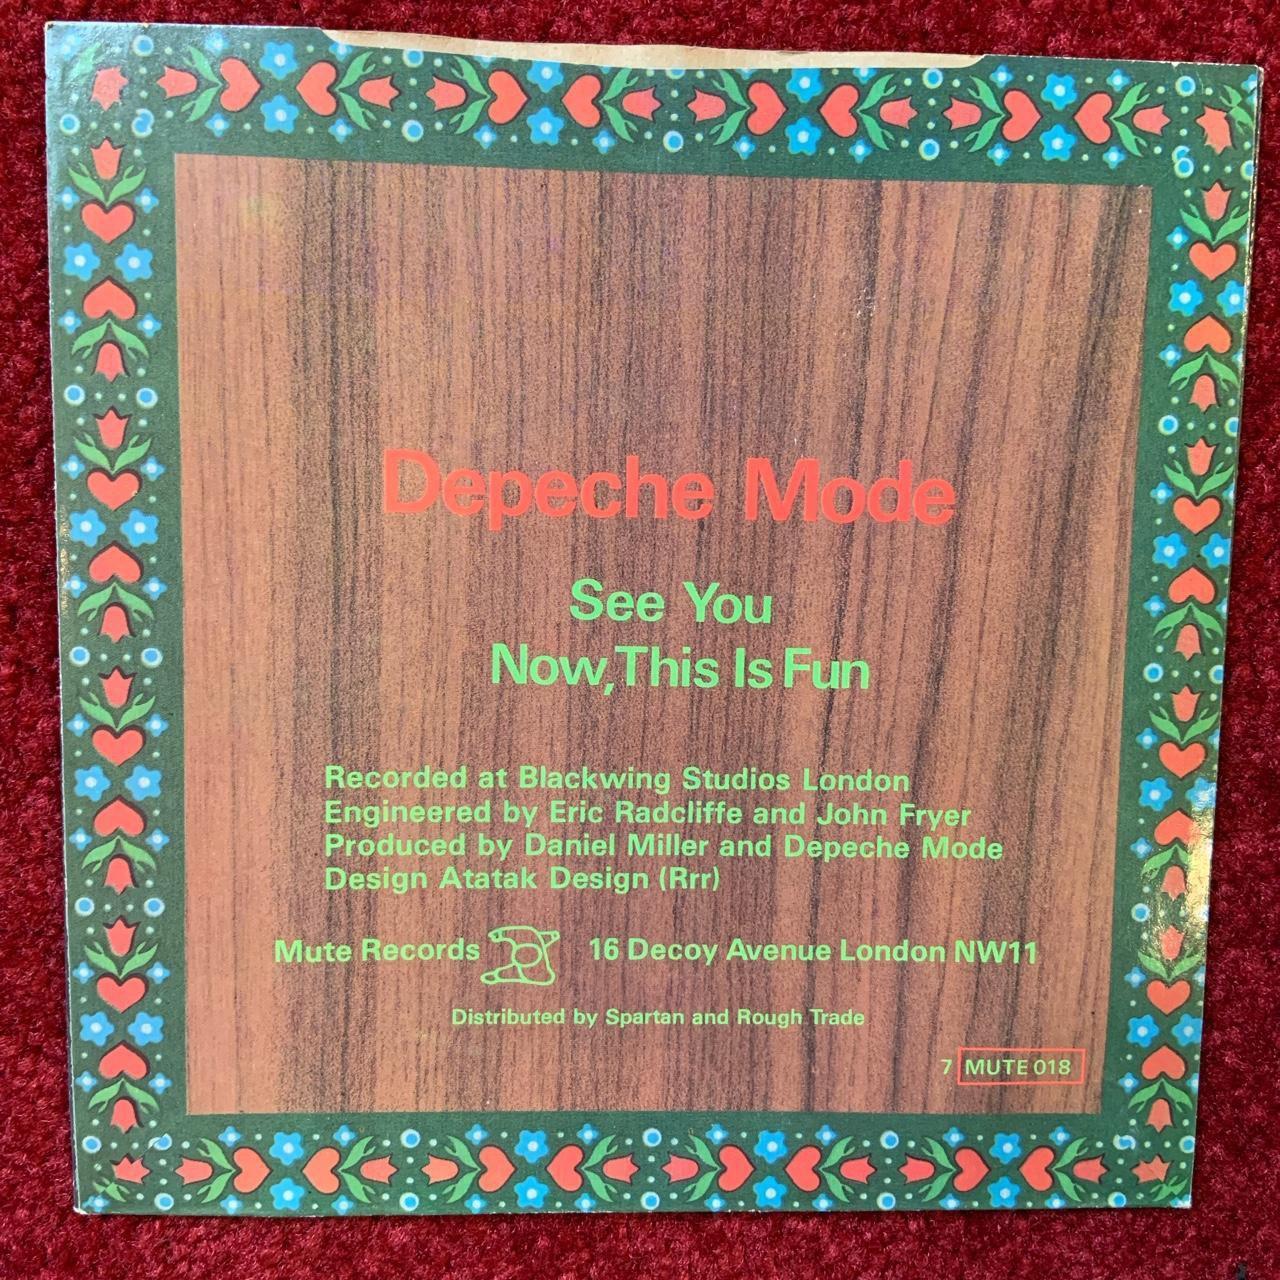 Depeche Mode
See You
Now,This Is Fun
Recorded at Blackwing Studios London
Engineered by Eric Radcliffe and John Fryer
Produced by Daniel Miller and Depeche Mode
Design Atatak Design (Rrr)
Mute Records 16 Decoy Avenue London NW11
Distributed by Spartan and Rough Trade
7 MUTE 018